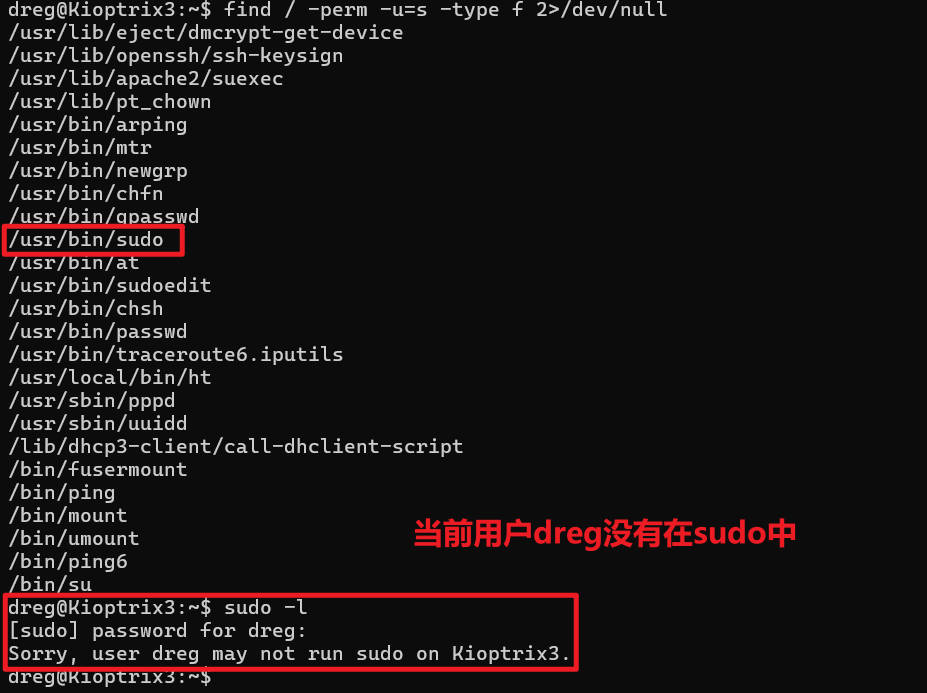 dreg@Kioptrix3:~$ find / -perm -u=s -type f 2>/dev/null
/usr/lib/eject/dmcrypt-get-device
/usr/lib/openssh/ssh-keysign
/usr/lib/apache2/suexec
/usr/lib/pt_chown
/usr/bin/arping
/usr/bin/mtr
/usr/bin/newgrp
/usr/bin/chfn
/usr/bin/gpasswd
/usr/bin/sudo
/usr/bin/at
/usr/bin/sudoedit
/usr/bin/chsh
/usr/bin/passwd
/usr/bin/traceroute6.iputils
/usr/local/bin/ht
/usr/sbin/pppd
/usr/sbin/uuidd
/lib/dhcp3-client/call-dhclient-script
/bin/fusermount
/bin/ping
/bin/mount
当前用户dreg没有在sudo中
/bin/umount
/bin/ping6
/bin/su
dreg@Kioptrix3:~$ sudo -l
[sudo] password for dreg:
Sorry, user dreg may not run sudo on Kioptrix3.
dreg@Kioptrix3:~$